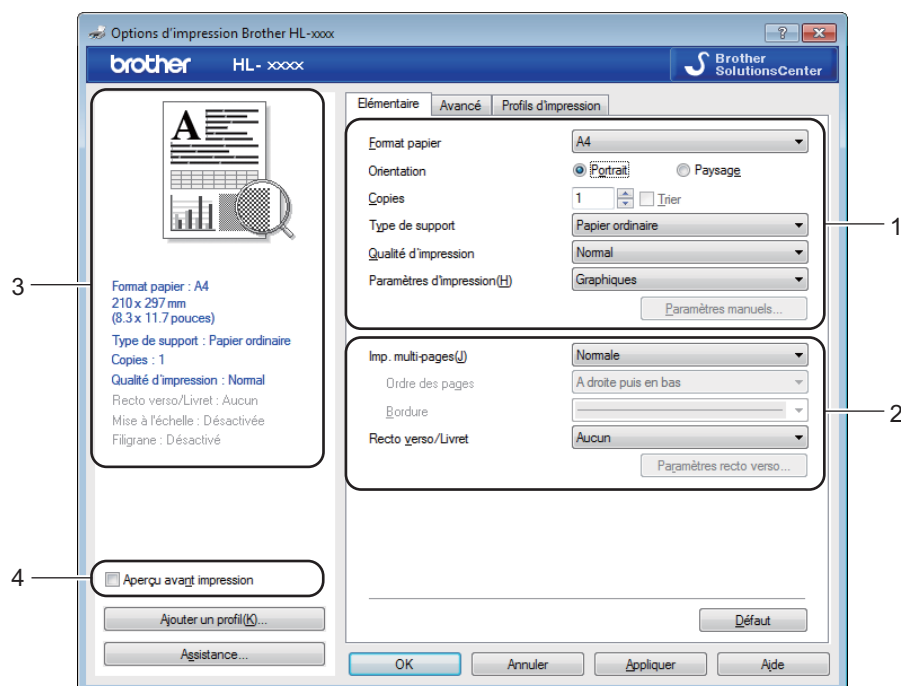 Options d'impression Brother HL-xxxx
brother HL- xxxx
Brother
SolutionsCenter
A
Format papier : A4
210 x 297 mm
(8.3 x 11.7 pouces)
Type de support : Papier ordinaire
Copies : 1
Qualité d'impression : Normal
Recto verso/Livret : Aucun
Mise à l'échelle : Désactivée
Filigrane : Désactivé
3
Aperçu avant impression
4
Ajouter un profil(K)...
Assistance...
Elémentaire Avancé Profils d'impression
Format papier A4
Orientation Portrait Paysage
Copies 1 Trier
Type de support Papier ordinaire
1
Qualité d'impression Normal
Paramètres d'impression(H) Graphiques
Paramètres manuels...
Imp. multi-pages(J) Normale
Ordre des pages A droite puis en bas
Bordure
2
Recto verso/Livret Aucun
Paramètres recto verso...
Défaut
OK Annuler Appliquer Aide